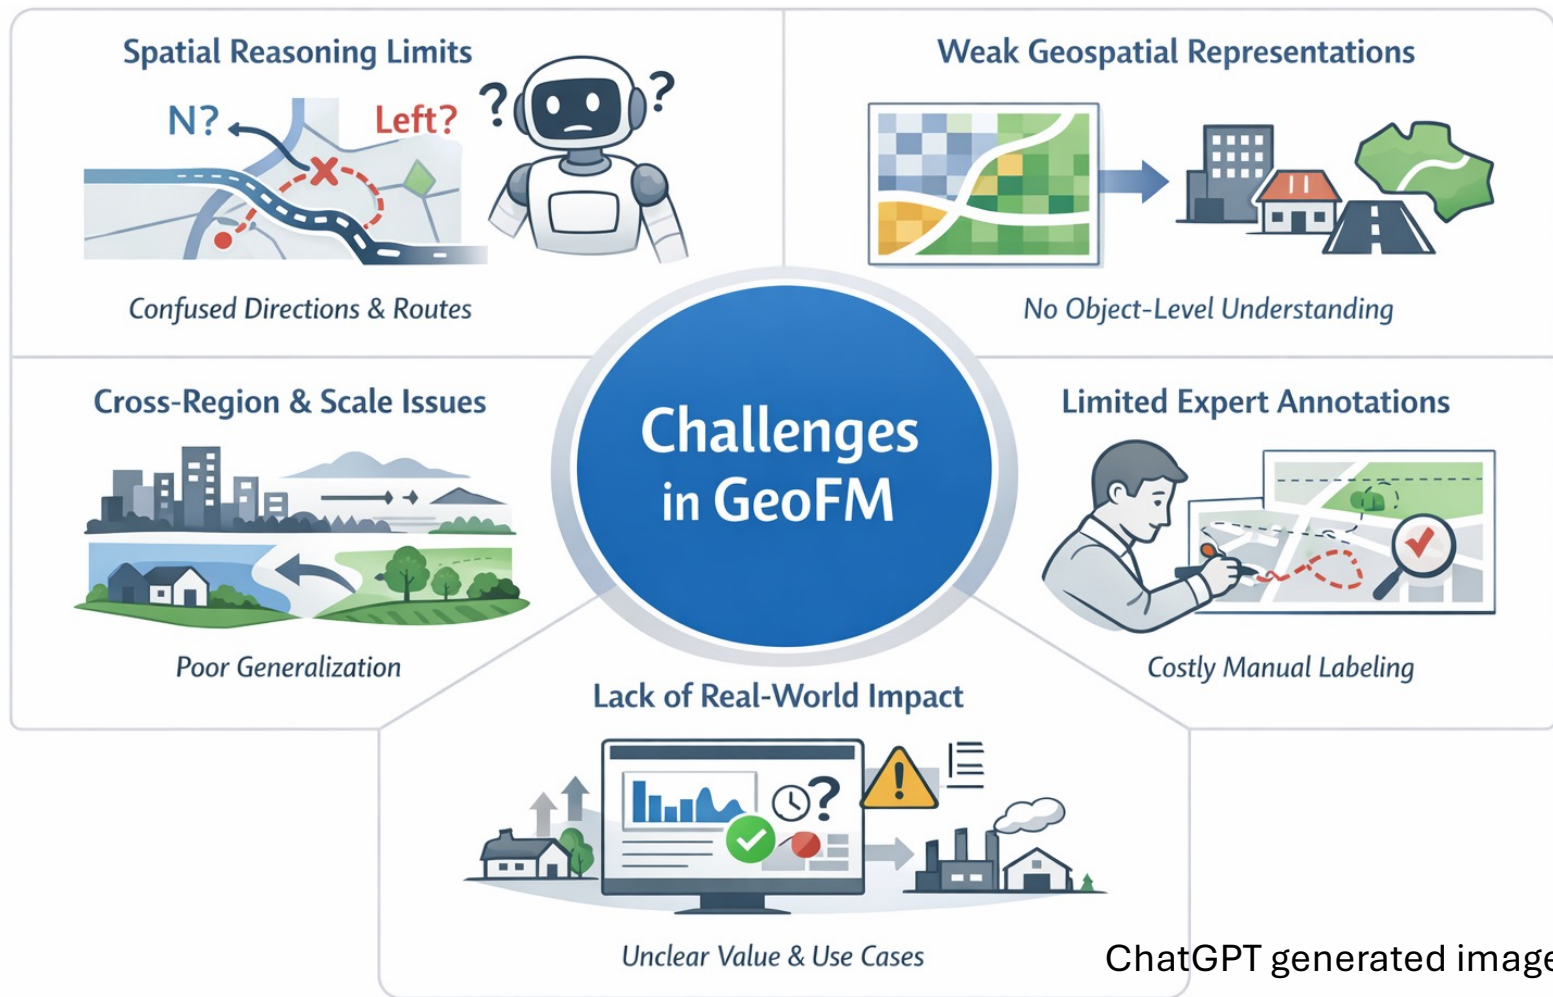 Spatial Reasoning Limits
N?
Left?
?
?
Confused Directions & Routes
Weak Geospatial Representations
No Object-Level Understanding
Cross-Region & Scale Issues
Poor Generalization
Challenges
in GeoFM
Limited Expert Annotations
Costly Manual Labeling
Lack of Real-World Impact
?
!
Unclear Value & Use Cases
ChatGPT generated image